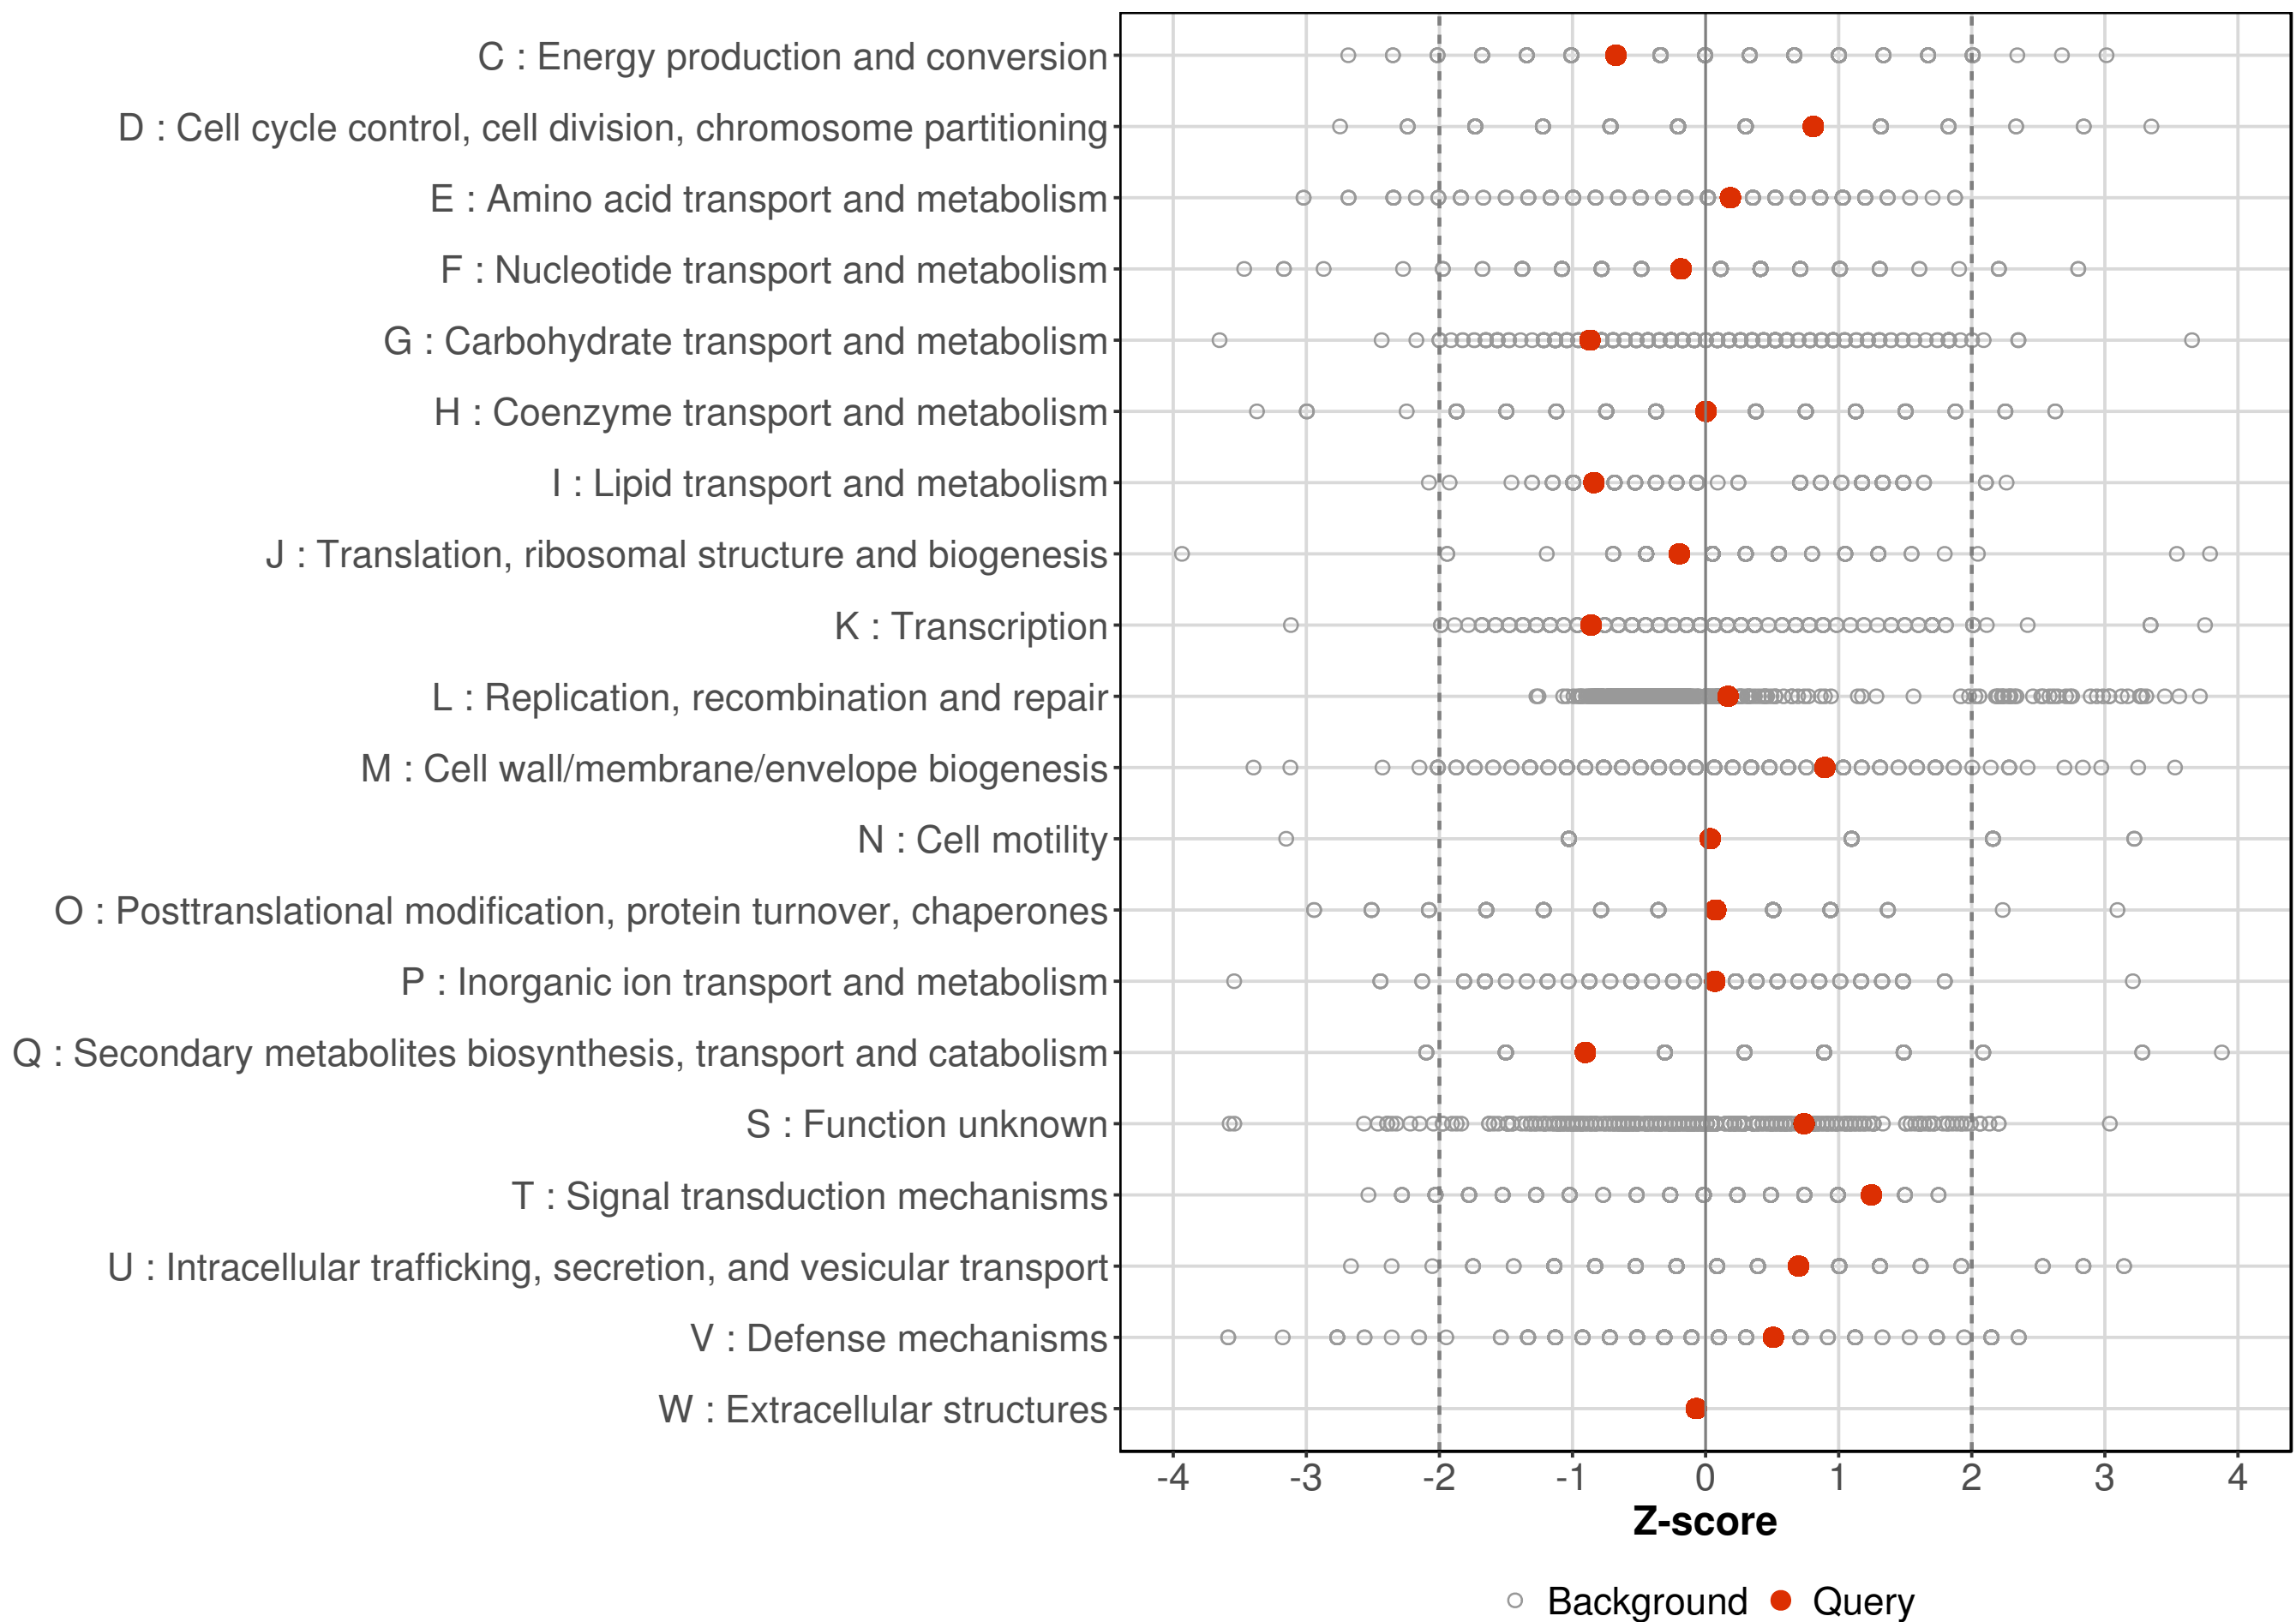 C : Energy production and conversion
D : Cell cycle control, cell division, chromosome partitioning
E : Amino acid transport and metabolism
F : Nucleotide transport and metabolism
G : Carbohydrate transport and metabolism
H : Coenzyme transport and metabolism
I : Lipid transport and metabolism
J : Translation, ribosomal structure and biogenesis
K : Transcription
L : Replication, recombination and repair
M : Cell wall/membrane/envelope biogenesis
N : Cell motility
O : Posttranslational modification, protein turnover, chaperones
P : Inorganic ion transport and metabolism
Q : Secondary metabolites biosynthesis, transport and catabolism
S : Function unknown
T : Signal transduction mechanisms
U : Intracellular trafficking, secretion, and vesicular transport
V : Defense mechanisms
W : Extracellular structures
-4 -3 -2 -1 0 1 2 3 4
Z-score
Background Query